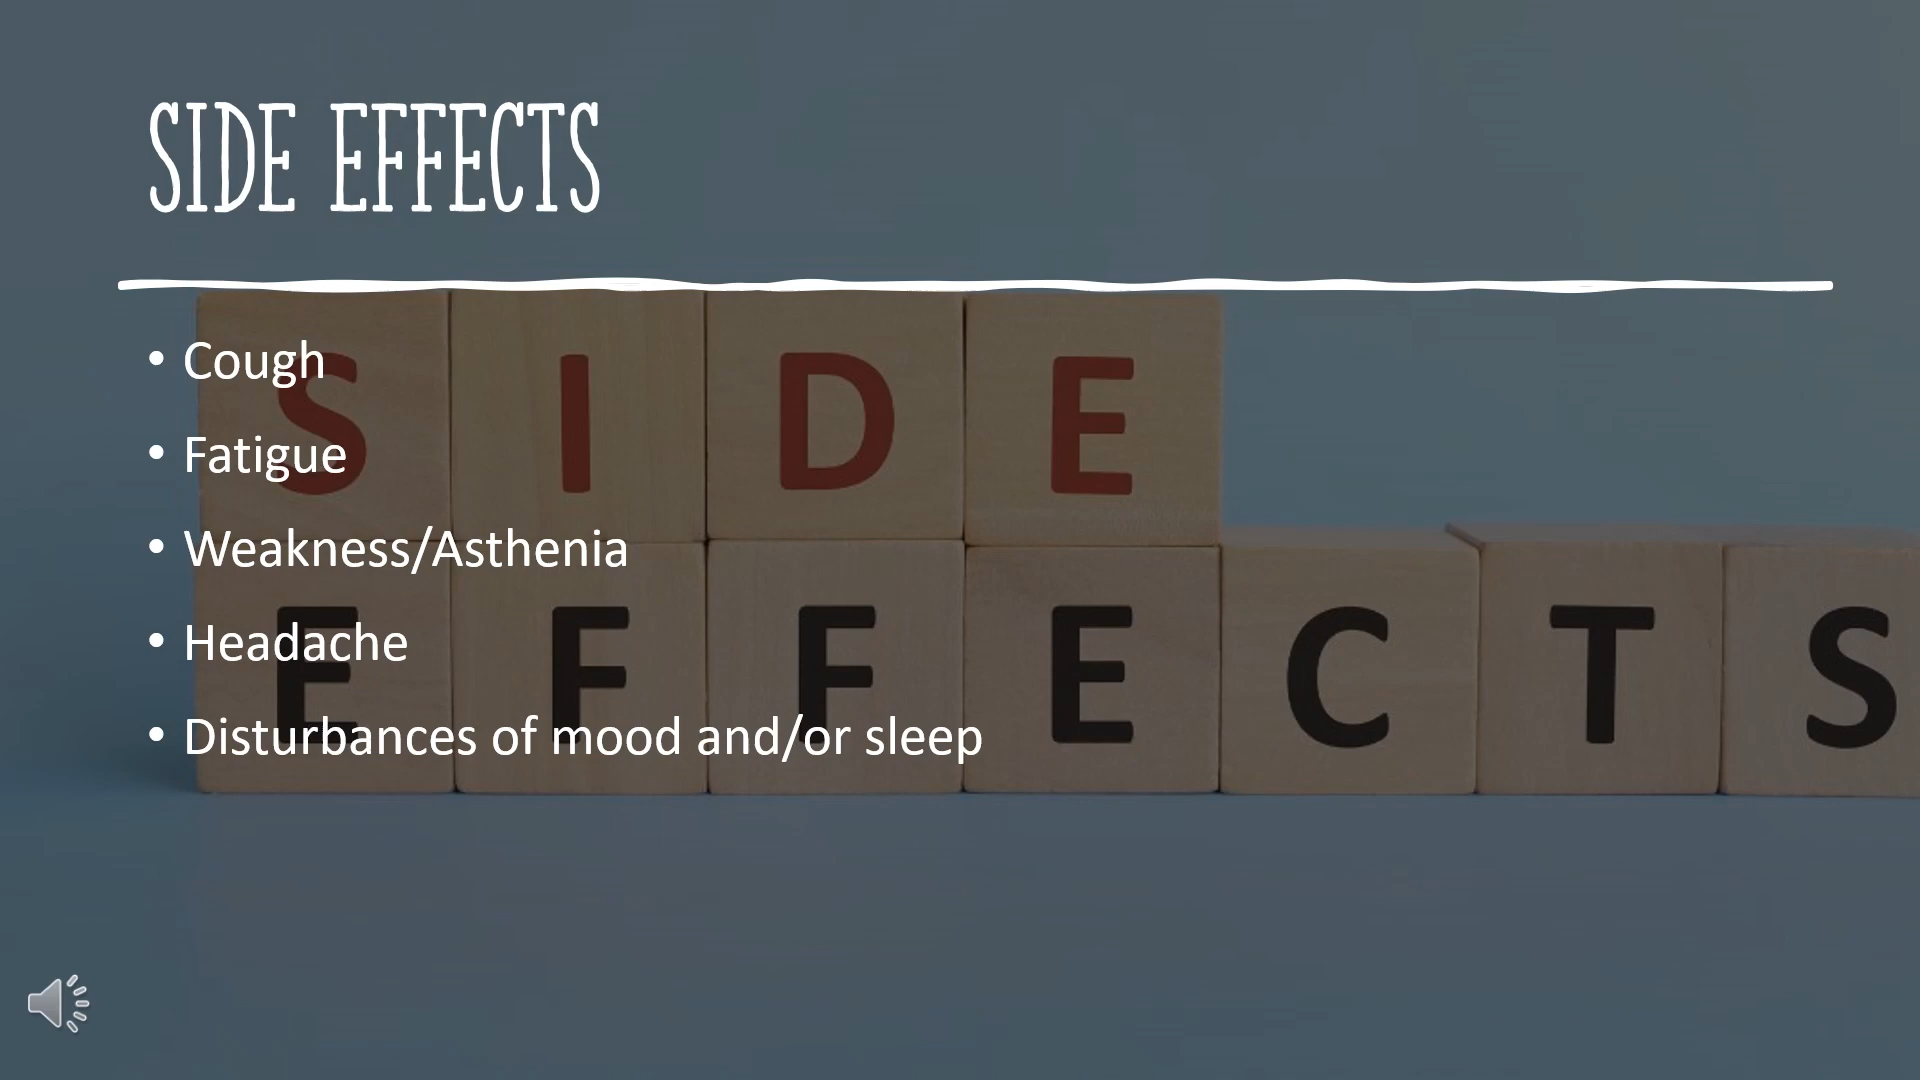 SIDE EFFECTS
• Cough
• Fatigue
• Weakness/Asthenia
• Headache
• Disturbances of mood and/or sleep
SIDE
EFFECTS